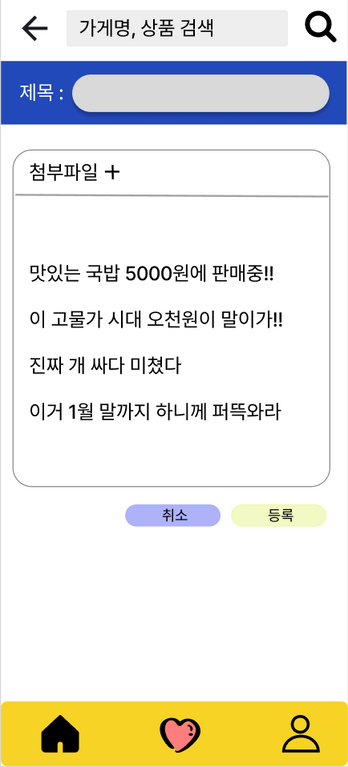 가게명, 상품 검색
제목 :
첨부파일 +
맛있는 국밥 5000원에 판매중!!
이 고물가 시대 오천원이 말이가!!
진짜 개 싸다 미쳤다
이거 1월 말까지 하니께 퍼뜩와라
취소
등록